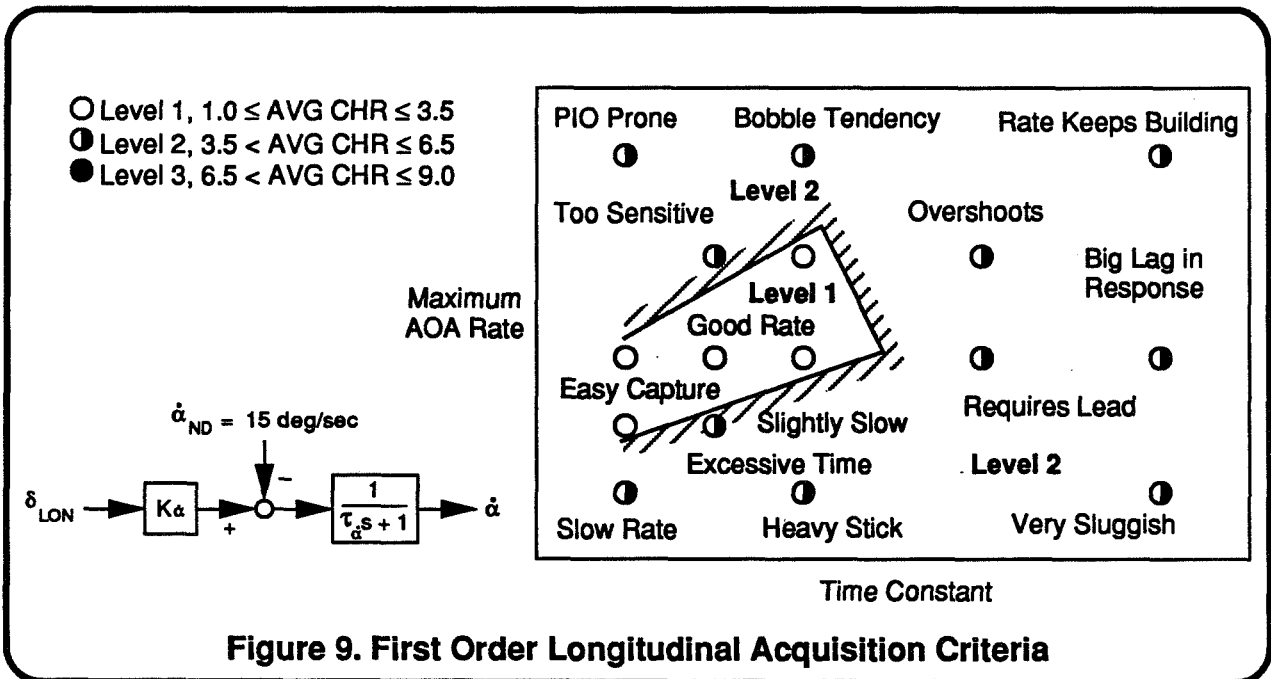 Level 1, 1.0 ≤ AVG CHR ≤ 3.5
Level 2, 3.5 < AVG CHR ≤ 6.5
Level 3, 6.5 < AVG CHR ≤ 9.0
PIO Prone
Bobble Tendency
Rate Keeps Building
Level 2
Too Sensitive
Overshoots
Big Lag in
Response
Maximum
AOA Rate
Level 1
Good Rate
Easy Capture
Requires Lead
Slightly Slow
Excessive Time
Level 2
Slow Rate
Heavy Stick
Very Sluggish
Time Constant
α̇ND = 15 deg/sec
−
δLON
Kα̇
+
1
τα̇s + 1
α̇
Figure 9. First Order Longitudinal Acquisition Criteria